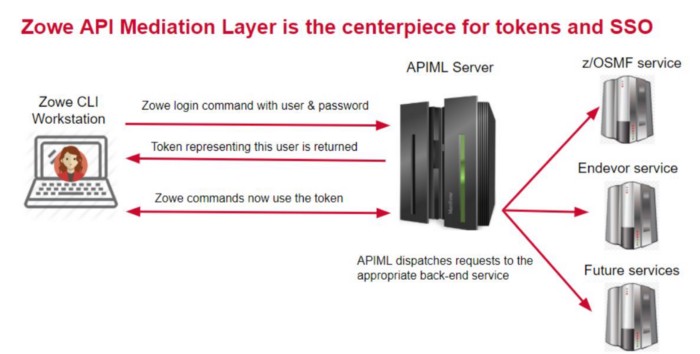 Zowe API Mediation Layer is the centerpiece for tokens and SSO
Zowe CLI
Workstation
Zowe login command with user & password
Token representing this user is returned
Zowe commands now use the token
APIML Server
APIML dispatches requests to the
appropriate back-end service
z/OSMF service
Endevor service
Future services